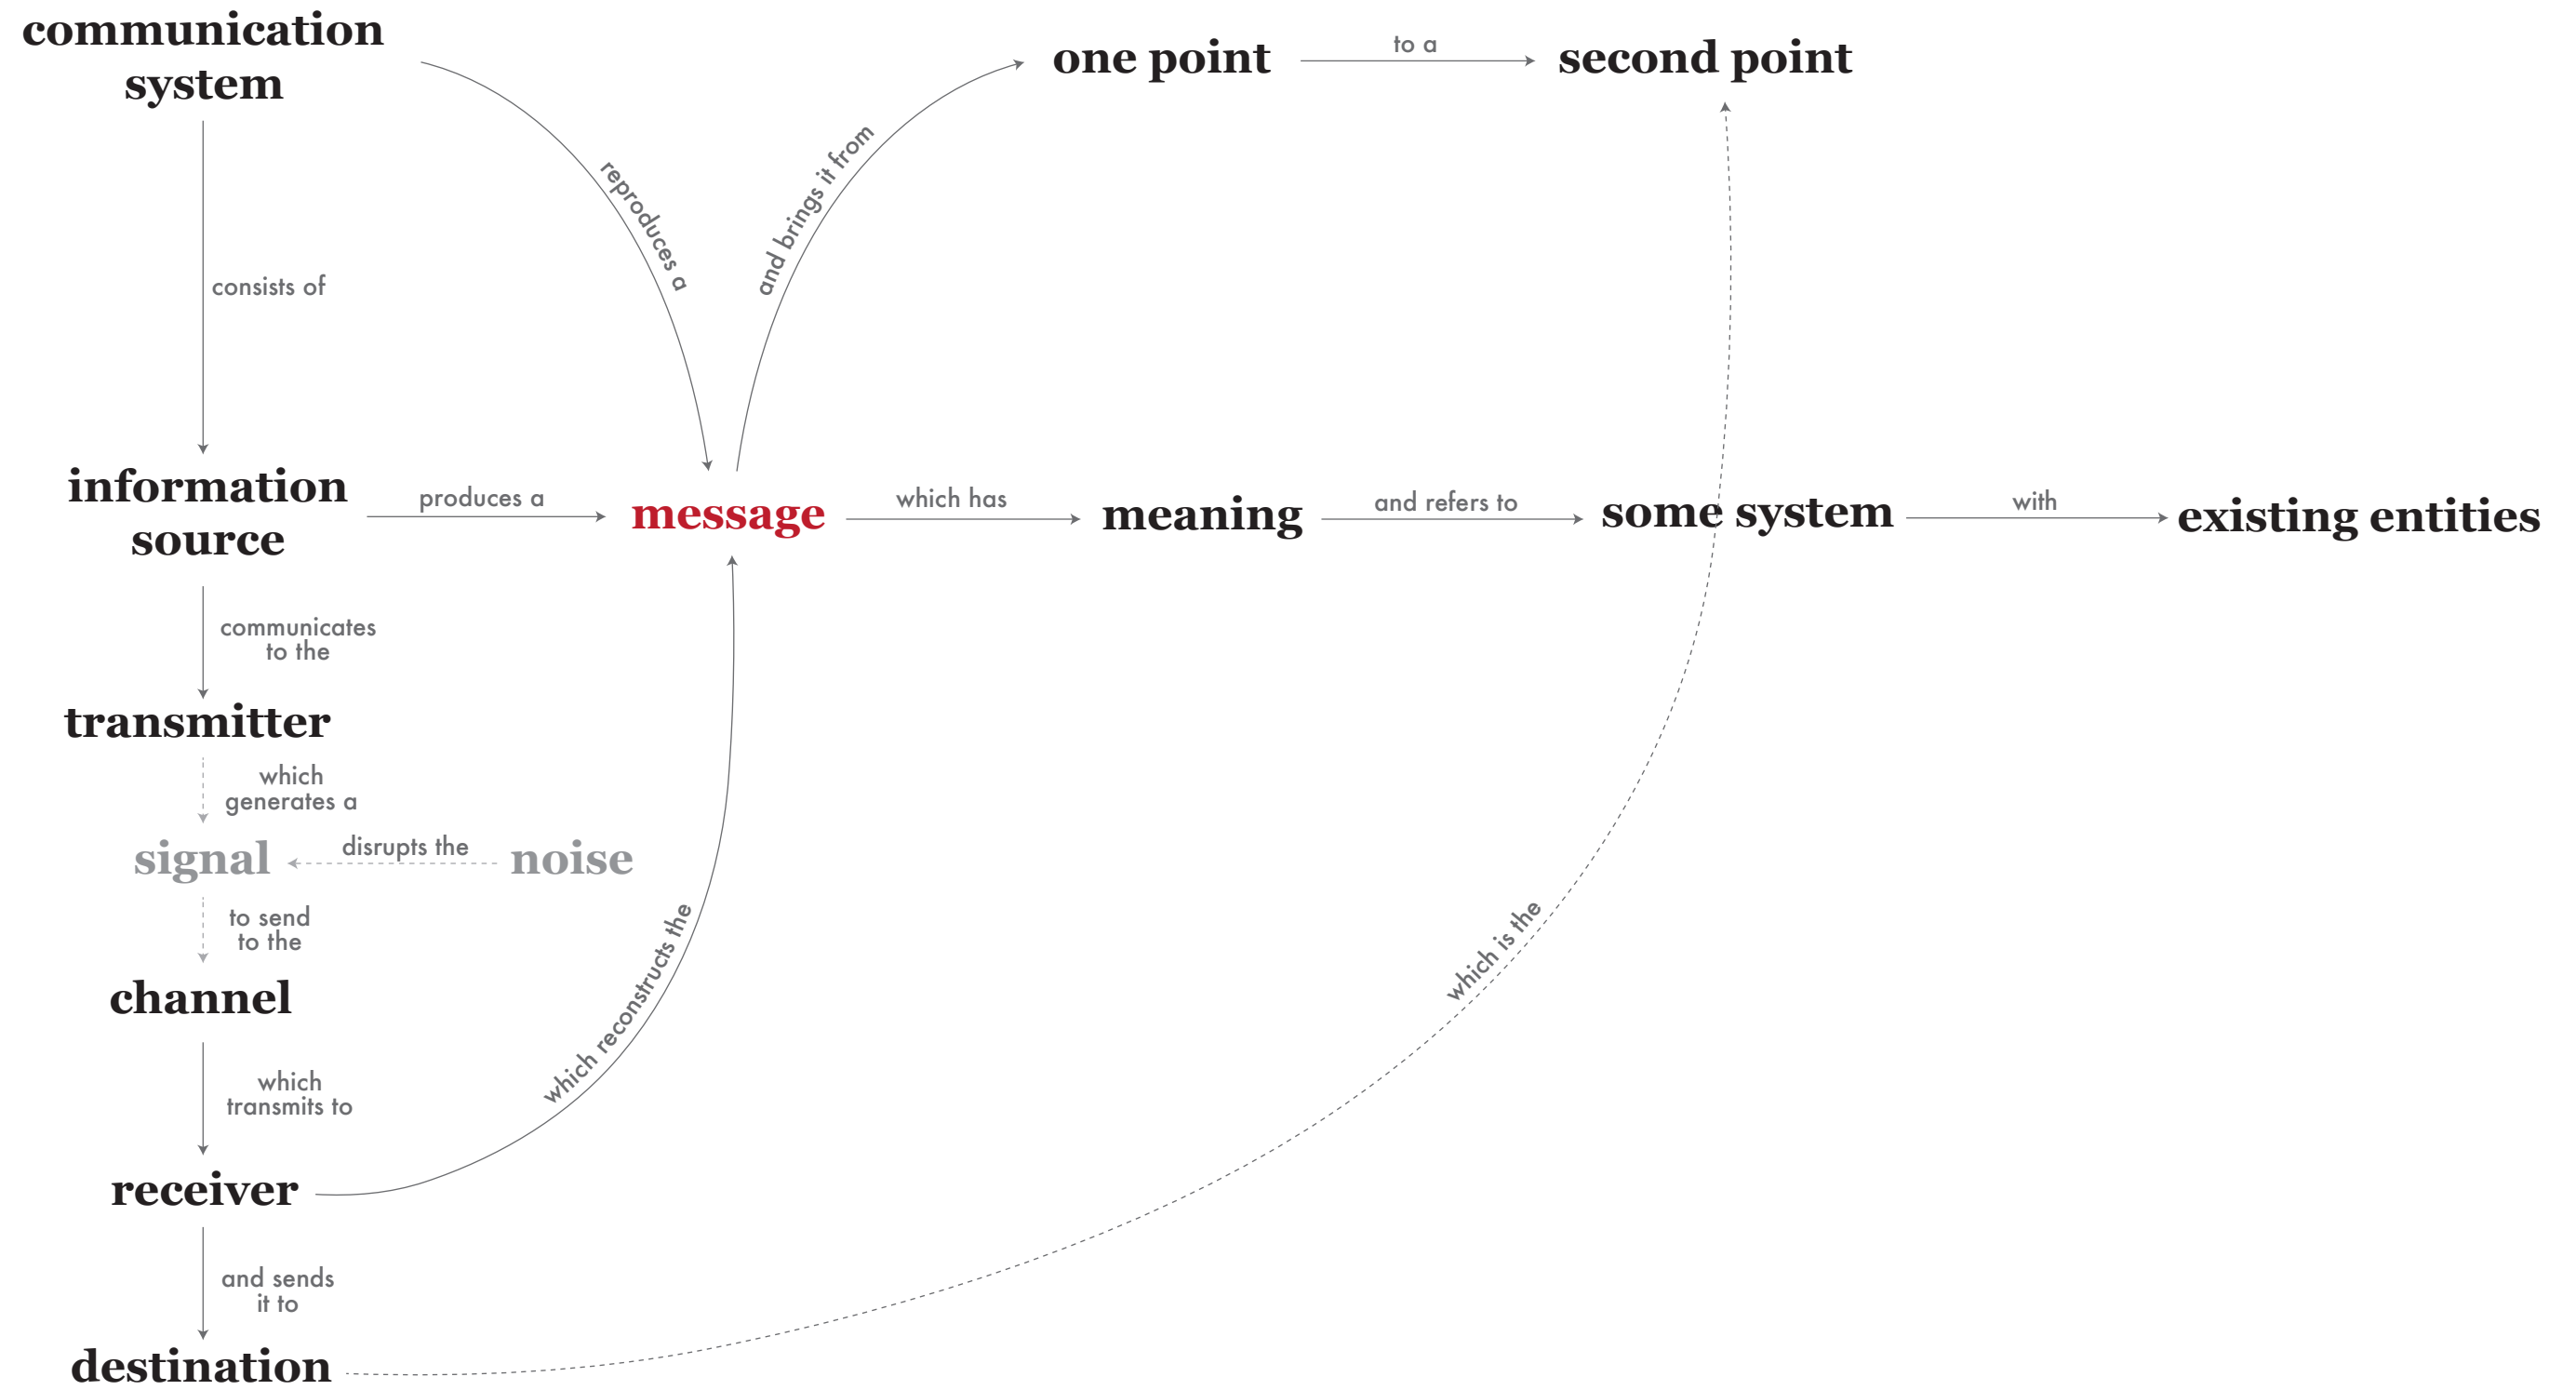 communication
system
one point
to a
second point
reproduces a
and brings it from
consists of
information
source
produces a
message
which has
meaning
and refers to
some system
with
existing entities
communicates
to the
transmitter
which
generates a
signal
disrupts the
noise
to send
to the
channel
which reconstructs the
which is the
which
transmits to
receiver
and sends
it to
destination